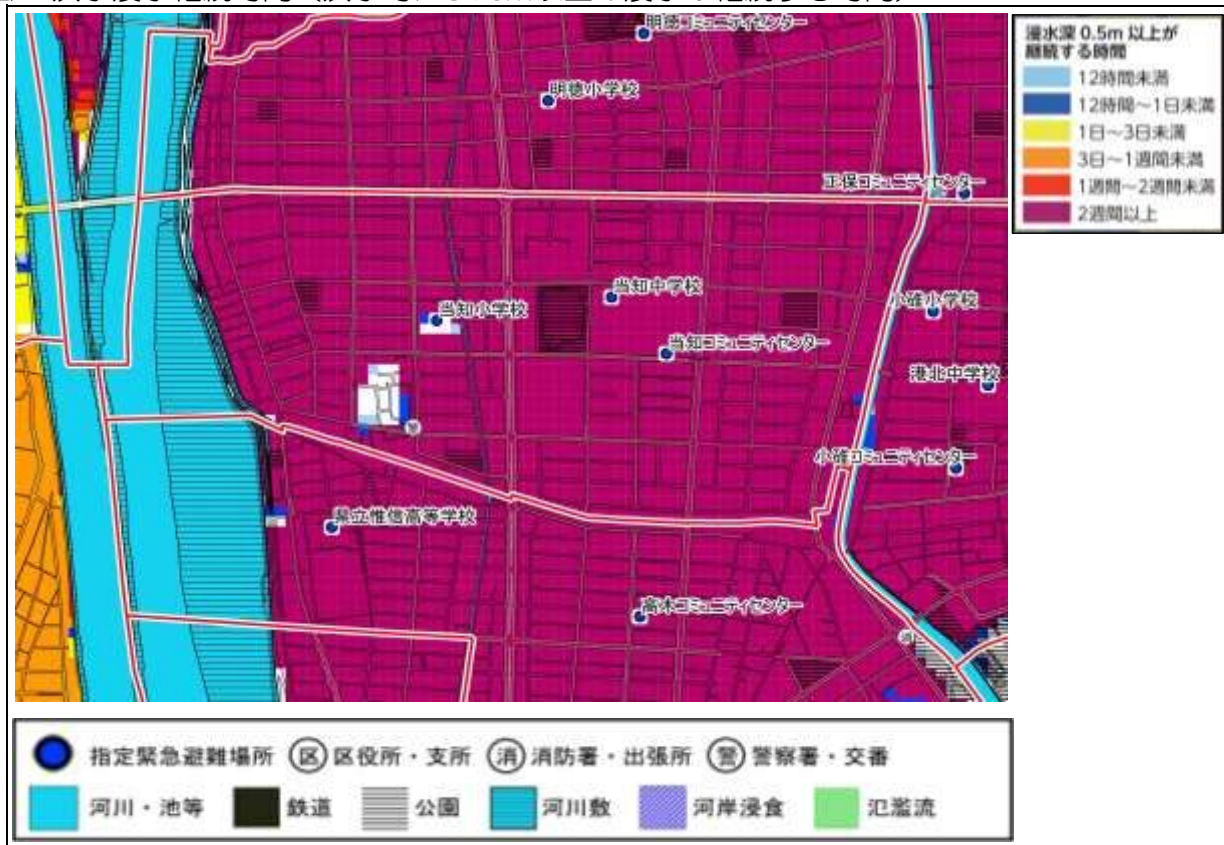 明徳コミュニティセンター
明徳小学校
正保コミュニティセンター
当知中学校
当知小学校
小碓小学校
当知コミュニティセンター
港北中学校
警
小碓コミュニティセンター
県立惟信高等学校
高木コミュニティセンター
消
浸水深 0.5m 以上が
継続する時間
12時間未満
12時間～1日未満
1日～3日未満
3日～1週間未満
1週間～2週間未満
2週間以上
指定緊急避難場所 区 区役所・支所 消 消防署・出張所 警 警察署・交番
河川・池等 鉄道 公園 河川敷 河岸浸食 氾濫流